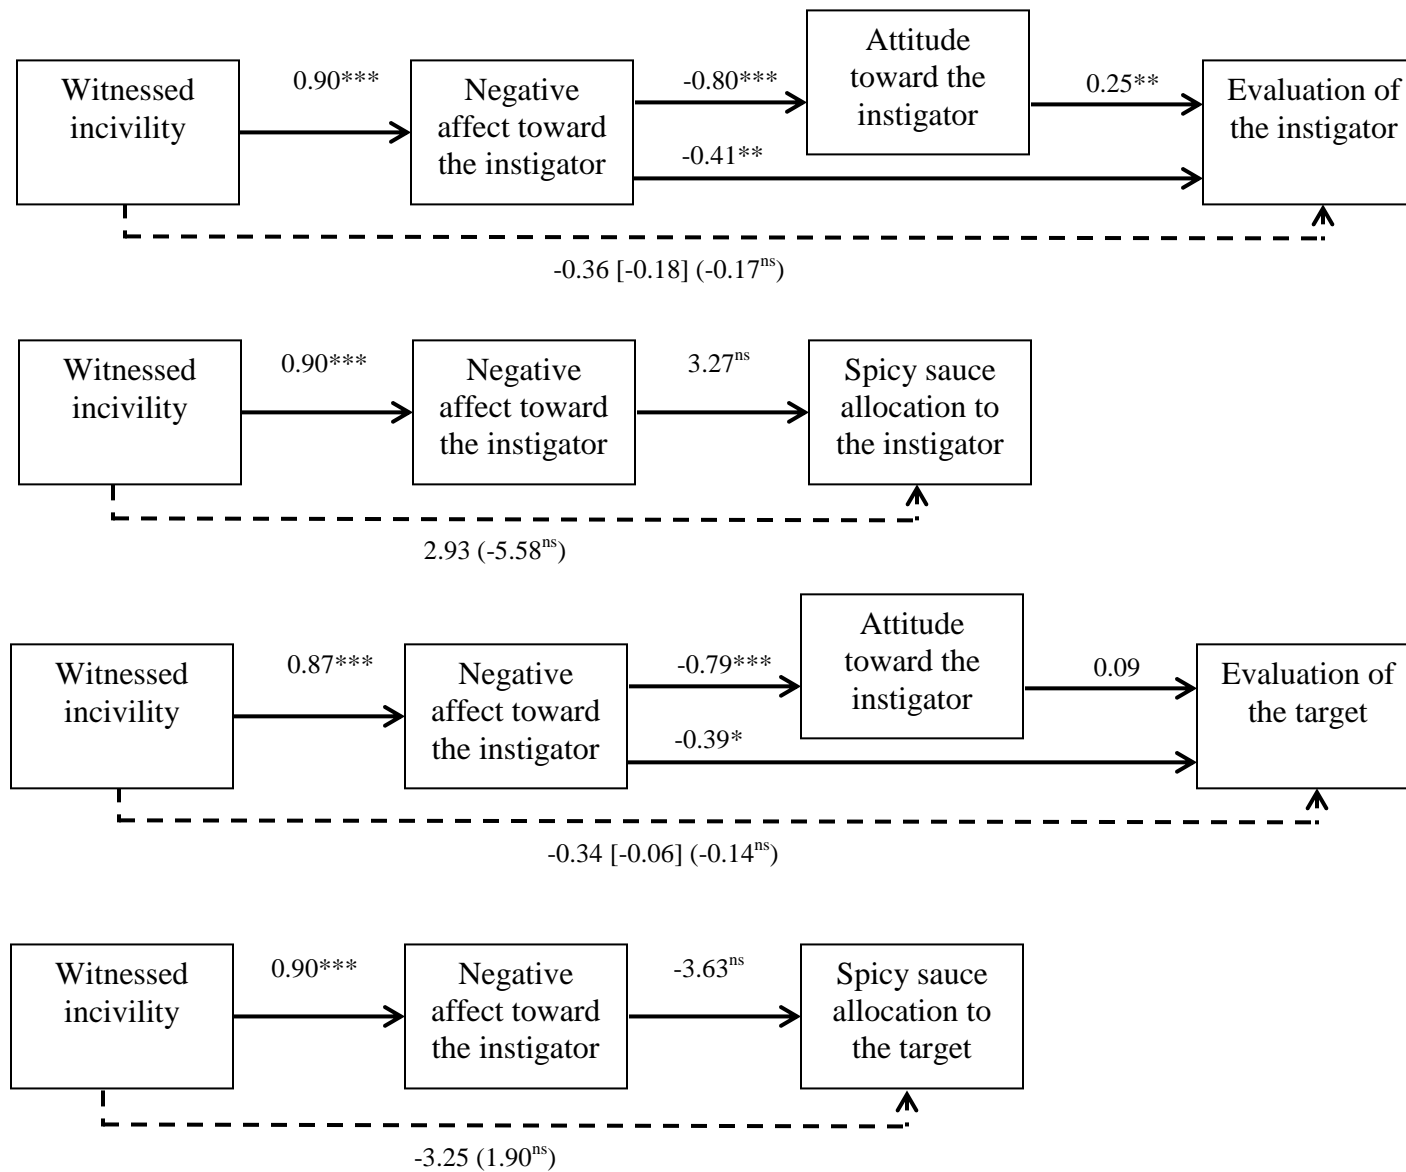 Witnessed
incivility
0.90***
Negative
affect toward
the instigator
-0.80***
-0.41**
Attitude
toward the
instigator
0.25**
Evaluation of
the instigator
-0.36 [-0.18] (-0.17ns)
Witnessed
incivility
0.90***
Negative
affect toward
the instigator
3.27ns
Spicy sauce
allocation to
the instigator
2.93 (-5.58ns)
Witnessed
incivility
0.87***
Negative
affect toward
the instigator
-0.79***
-0.39*
Attitude
toward the
instigator
0.09
Evaluation of
the target
-0.34 [-0.06] (-0.14ns)
Witnessed
incivility
0.90***
Negative
affect toward
the instigator
-3.63ns
Spicy sauce
allocation to
the target
-3.25 (1.90ns)